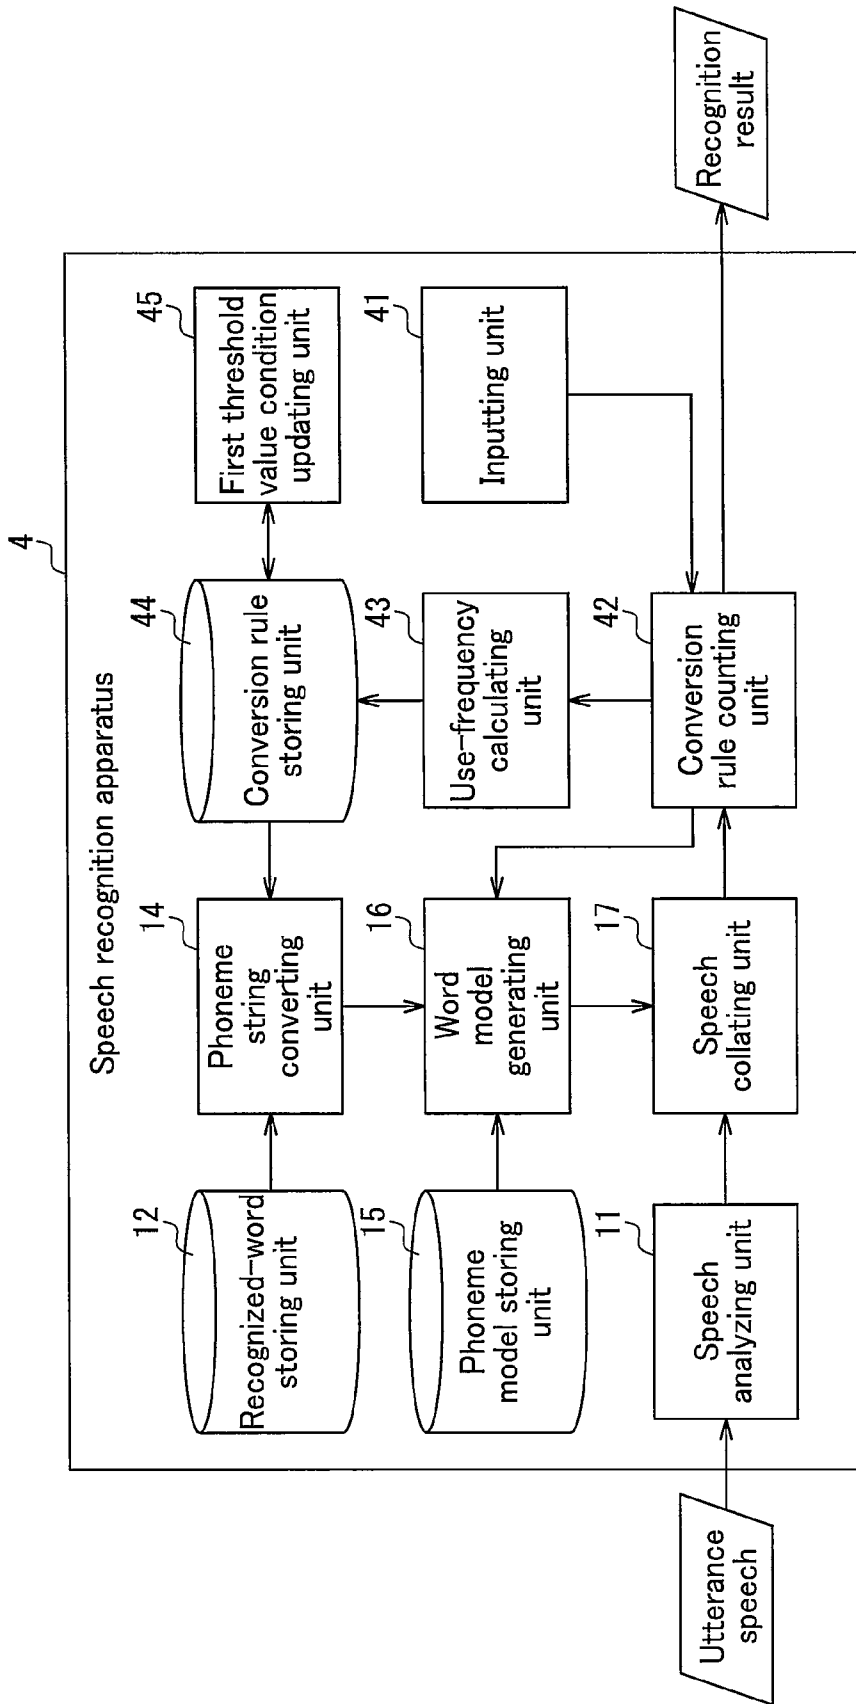 Speech recognition apparatus
4
12
Recognized-word
storing unit
14
Phoneme
string
converting
unit
44
Conversion rule
storing unit
45
First threshold
value condition
updating unit
15
Phoneme
model storing
unit
16
Word
model
generating
unit
43
Use-frequency
calculating
unit
41
Inputting unit
Utterance
speech
11
Speech
analyzing unit
17
Speech
collating unit
42
Conversion
rule counting
unit
Recognition
result